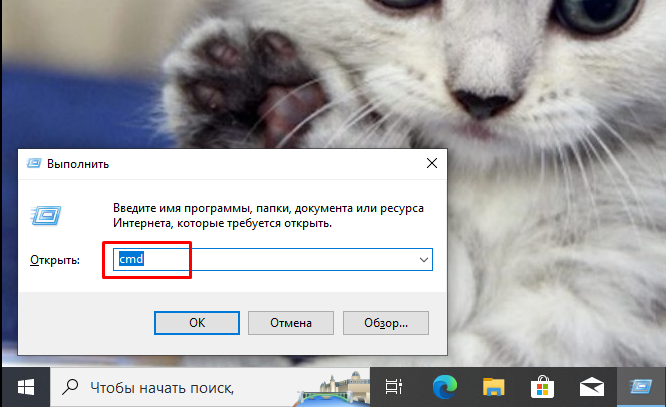 Выполнить
Введите имя программы, папки, документа или ресурса
Интернета, которые требуется открыть.
Открыть:
cmd
ОК
Отмена
Обзор...
Чтобы начать поиск,